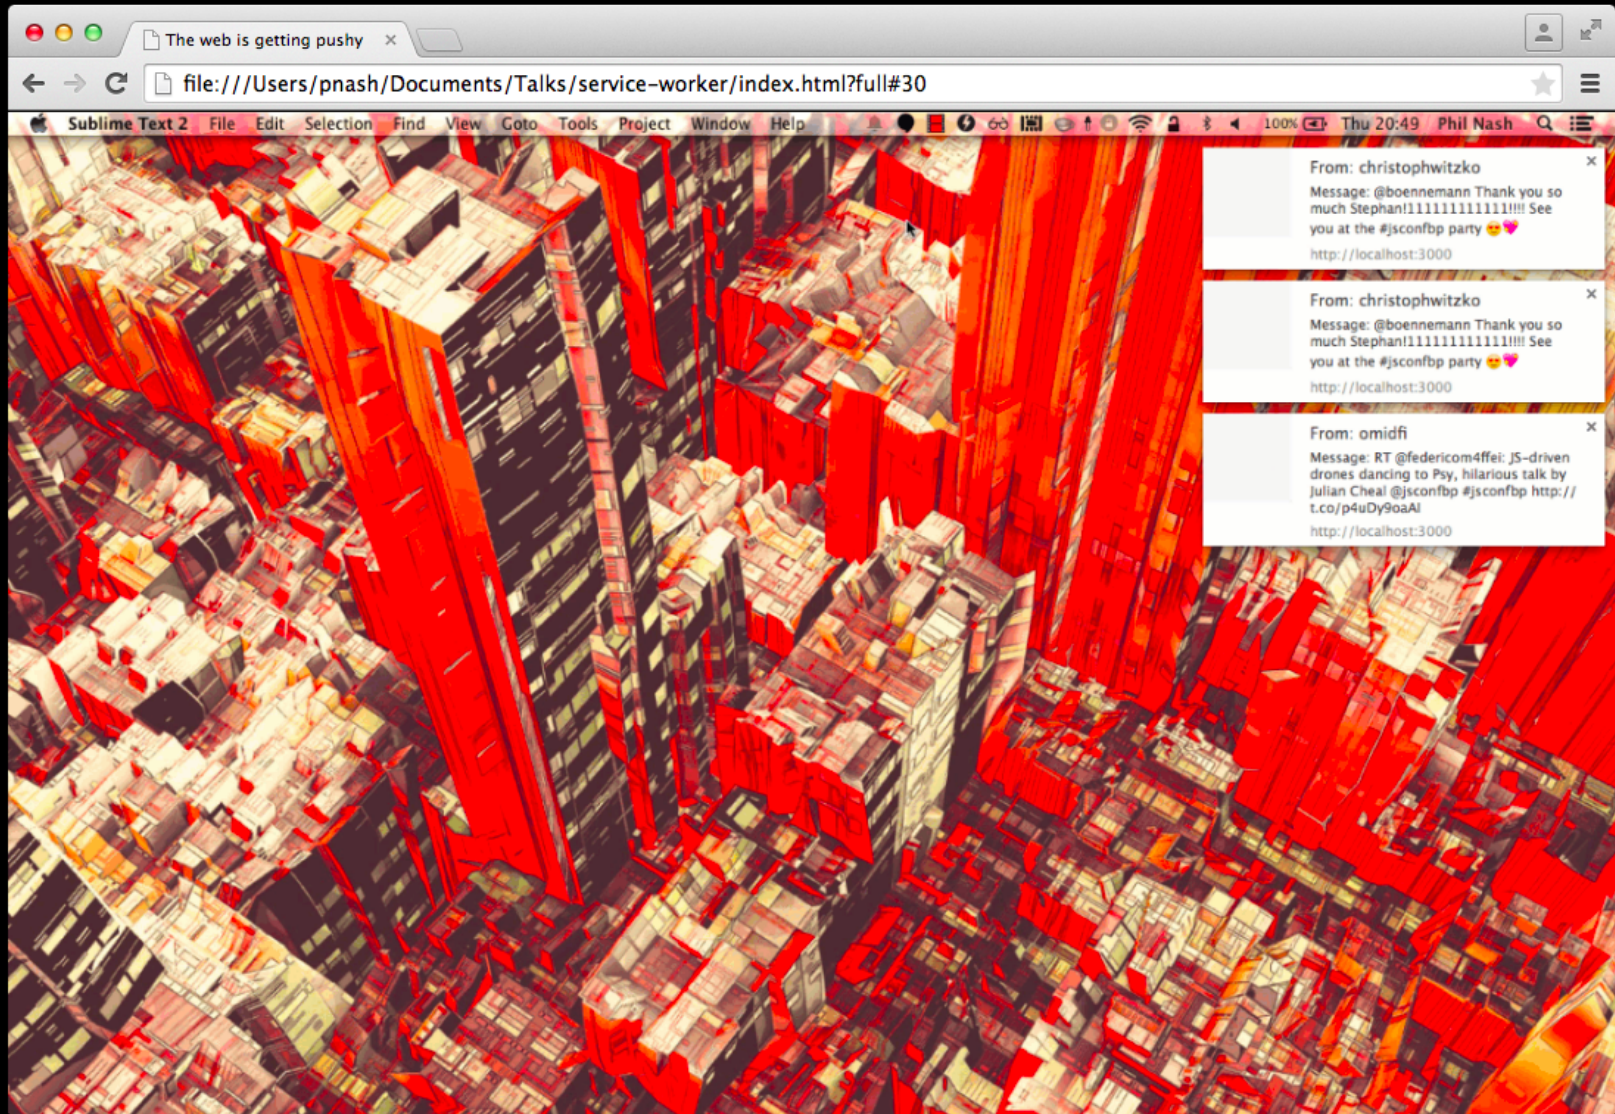 The web is getting pushy
file:///Users/pnash/Documents/Talks/service-worker/index.html?full#30
Sublime Text 2 File Edit Selection Find View Goto Tools Project Window Help 100% Thu 20:49 Phil Nash
From: christophwitzko
Message: @boennemann Thank you so
much Stephan!111111111111!!!! See
you at the #jsconfbp party 😍💖
http://localhost:3000
From: christophwitzko
Message: @boennemann Thank you so
much Stephan!111111111111!!!! See
you at the #jsconfbp party 😍💖
http://localhost:3000
From: omidfi
Message: RT @federicom4ffei: JS-driven
drones dancing to Psy, hilarious talk by
Julian Cheal @jsconfbp #jsconfbp http://
t.co/p4uDy9oaAI
http://localhost:3000